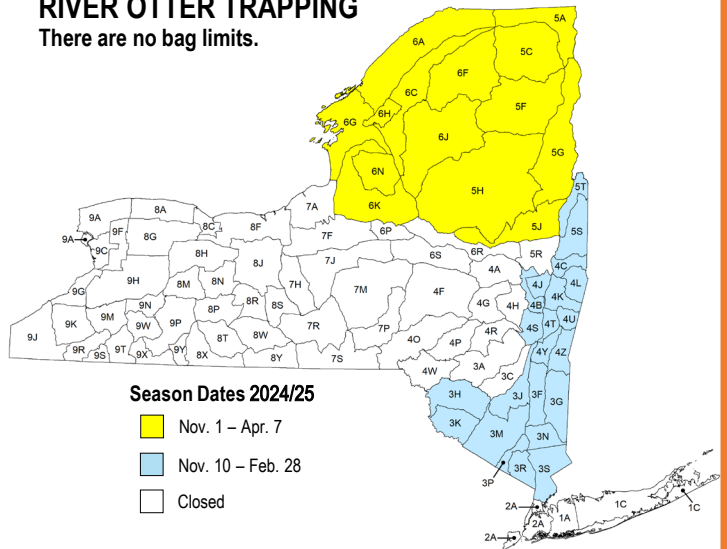 RIVER OTTER TRAPPING
There are no bag limits.
5A
6A
5C
6F
6C
5F
6H
6G
6J
5G
6N
5H
5T
6K
7A
8A
9A
5J
5S
8C
8F
6P
9F
9A
8G
7F
9C
6R
5R
8H
6S
7J
4C
8J
4A
9H
8M
8N
7H
4J
4L
9G
7M
4F
4K
9N
8R
8S
4G
4H
4B
9M
8P
9K
9W
9P
7R
7P
4S
4T
4U
9J
8T
8W
4R
4O
4P
9R
9S
9T
9X
9Y
8X
8Y
7S
4Y
4Z
4W
3A
3C
Season Dates 2024/25
3H
3J
3F
3G
Nov. 1 – Apr. 7
3K
3M
3N
Nov. 10 – Feb. 28
3R
3S
3P
Closed
2A
1C
1C
2A
1A
2A